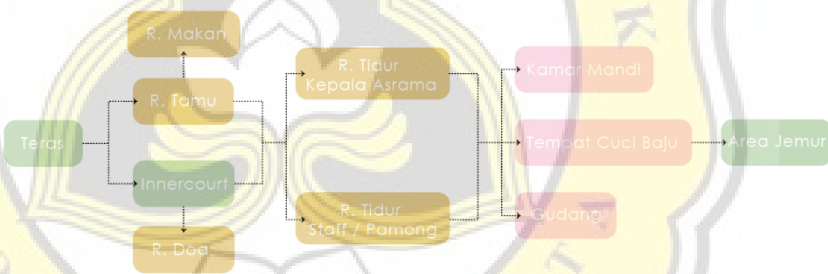 R. Makan
R. Tamu
Teras
Innercourt
R. Doa
R. Tidur
Kepala Asrama
R. Tidur
Staff / Pamong
Kamar Mandi
Tempat Cuci Baju
Gudang
Area Jemur